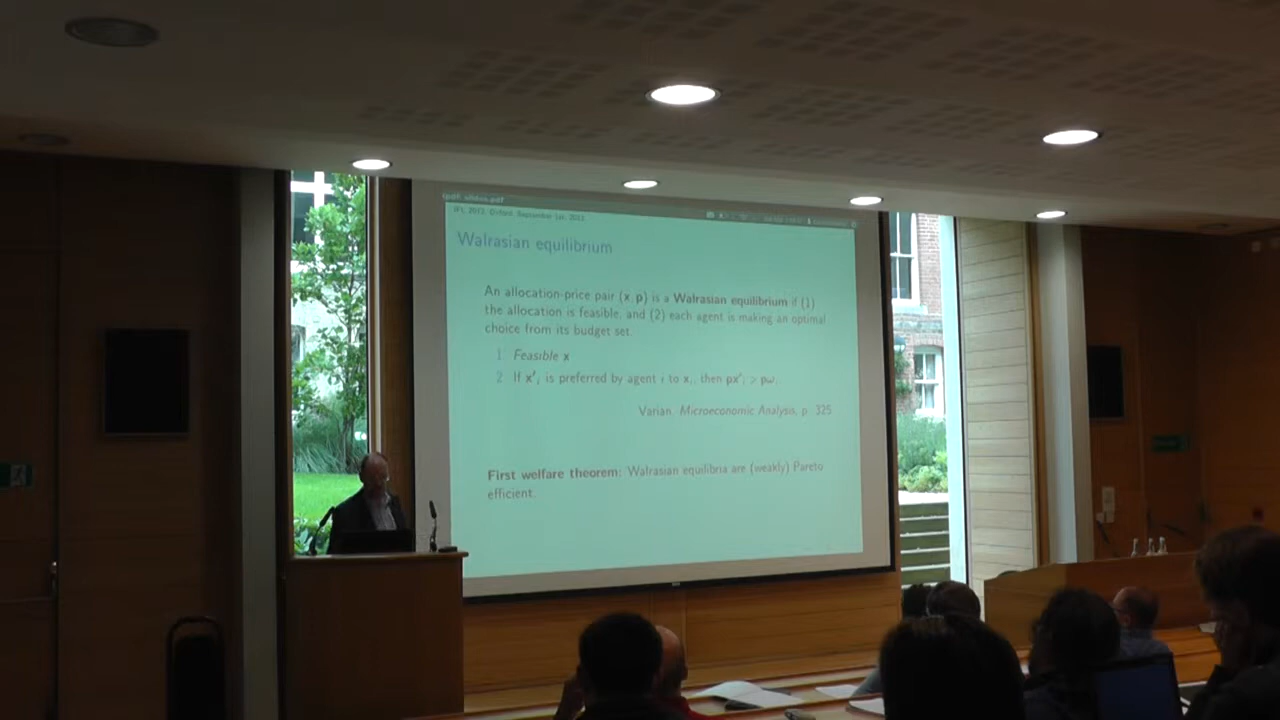 Walrasian equilibrium
An allocation-price pair (x, p) is a Walrasian equilibrium if (1)
the allocation is feasible, and (2) each agent is making an optimal
choice from its budget set.
1 Feasible x
2 If x′ᵢ is preferred by agent i to xᵢ, then px′ᵢ > pωᵢ
Varian, Microeconomic Analysis, p. 325
First welfare theorem: Walrasian equilibria are (weakly) Pareto
efficient.